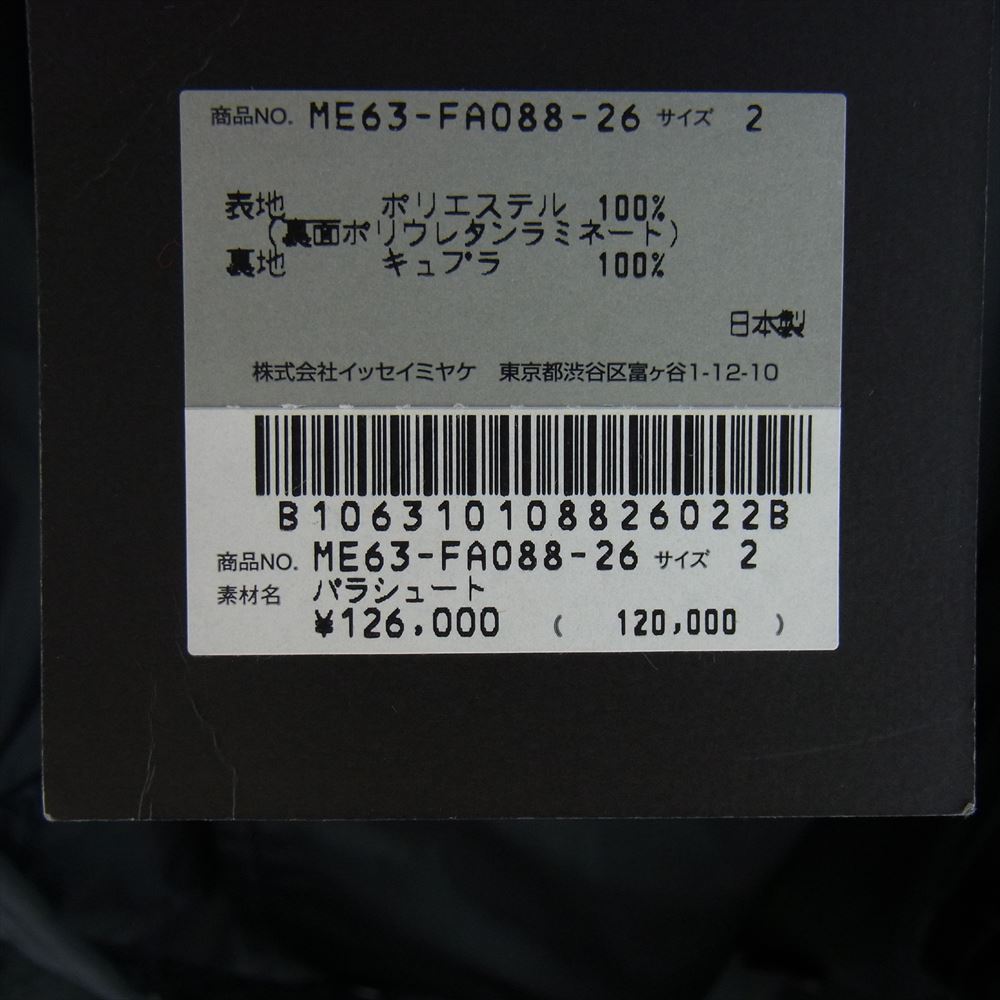 商品NO. ME63-FA088-26 サイズ 2
表地 ポリエステル 100%
(裏面ポリウレタンラミネート)
裏地 キュプラ 100%
日本製
株式会社イッセイミヤケ 東京都渋谷区富ヶ谷1-12-10
B10631010882602​2B
商品NO. ME63-FA088-26 サイズ 2
素材名 パラシュート
¥126,000 ( 120,000 )